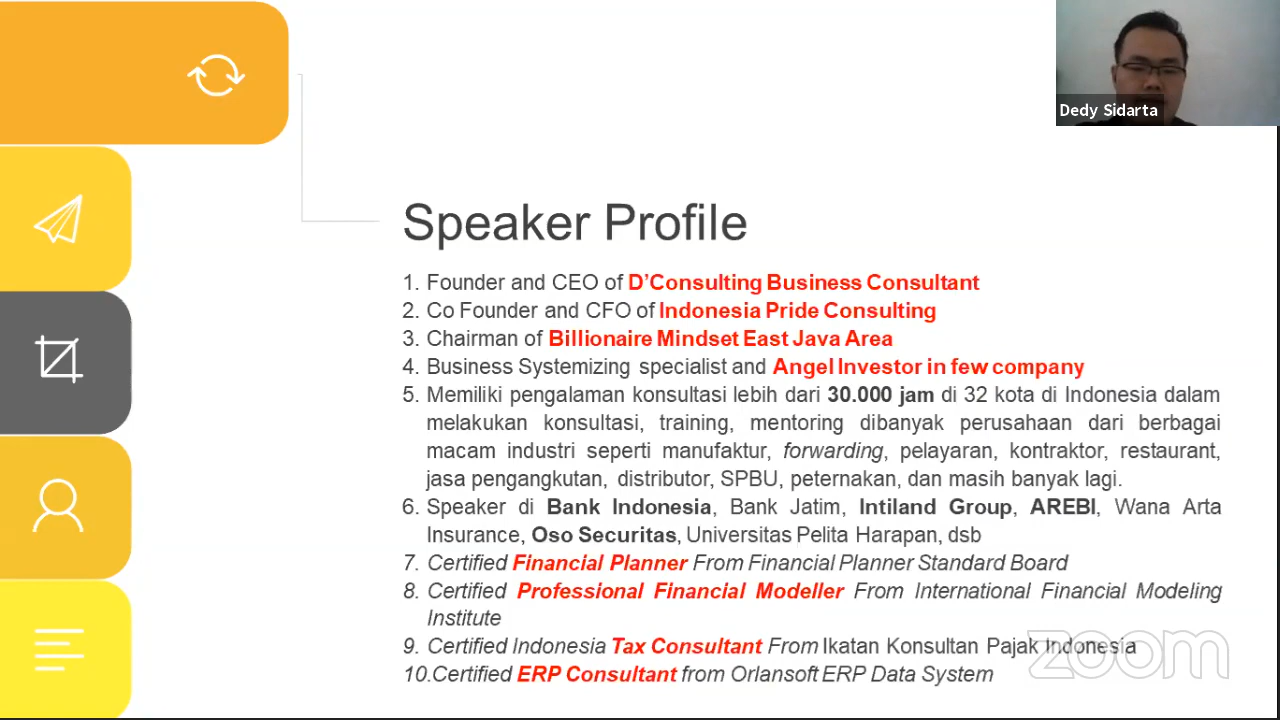 Dedy Sidarta
Speaker Profile
1. Founder and CEO of D’Consulting Business Consultant
2. Co Founder and CFO of Indonesia Pride Consulting
3. Chairman of Billionaire Mindset East Java Area
4. Business Systemizing specialist and Angel Investor in few company
5. Memiliki pengalaman konsultasi lebih dari 30.000 jam di 32 kota di Indonesia dalam
melakukan konsultasi, training, mentoring dibanyak perusahaan dari berbagai
macam industri seperti manufaktur, forwarding, pelayaran, kontraktor, restaurant,
jasa pengangkutan, distributor, SPBU, peternakan, dan masih banyak lagi.
6. Speaker di Bank Indonesia, Bank Jatim, Intiland Group, AREBI, Wana Arta
Insurance, Oso Securitas, Universitas Pelita Harapan, dsb
7. Certified Financial Planner From Financial Planner Standard Board
8. Certified Professional Financial Modeller From International Financial Modeling
Institute
9. Certified Indonesia Tax Consultant From Ikatan Konsultan Pajak Indonesia
10.Certified ERP Consultant from Orlansoft ERP Data System
zoom